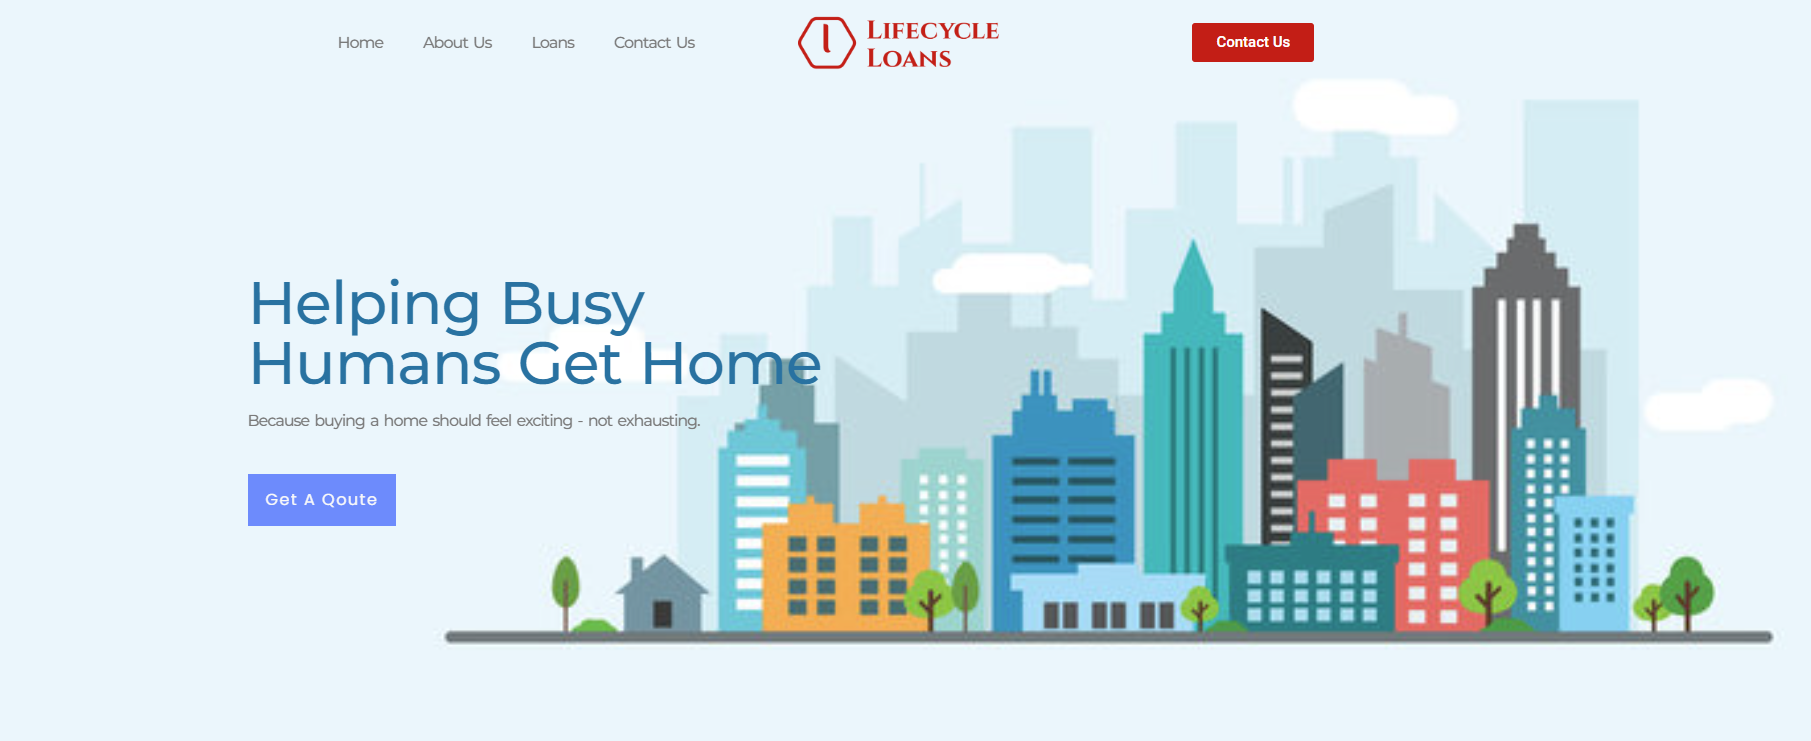 Home
About Us
Loans
Contact Us
Lifecycle
Loans
Contact Us
Helping Busy
Humans Get Home
Because buying a home should feel exciting - not exhausting.
Get A Qoute